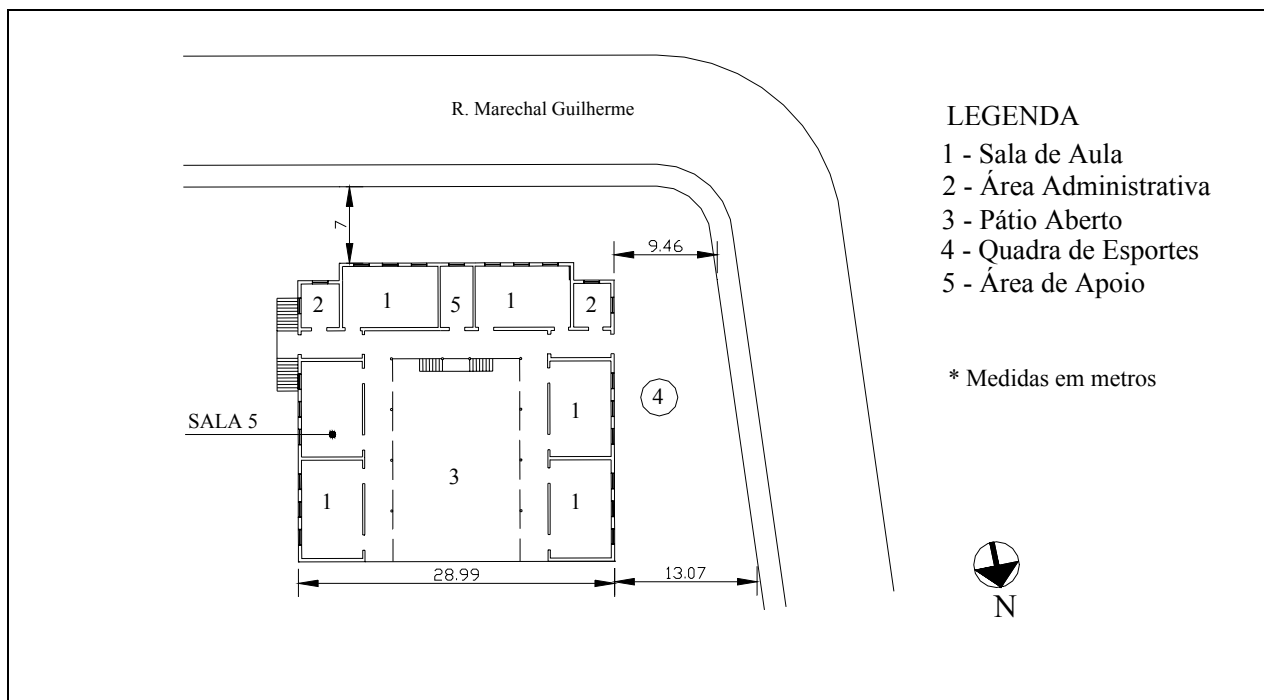 R. Marechal Guilherme
LEGENDA
1 - Sala de Aula
2 - Área Administrativa
3 - Pátio Aberto
4 - Quadra de Esportes
5 - Área de Apoio
* Medidas em metros
7
9.46
2
1
5
1
2
SALA 5
1
4
1
3
1
28.99
13.07
N